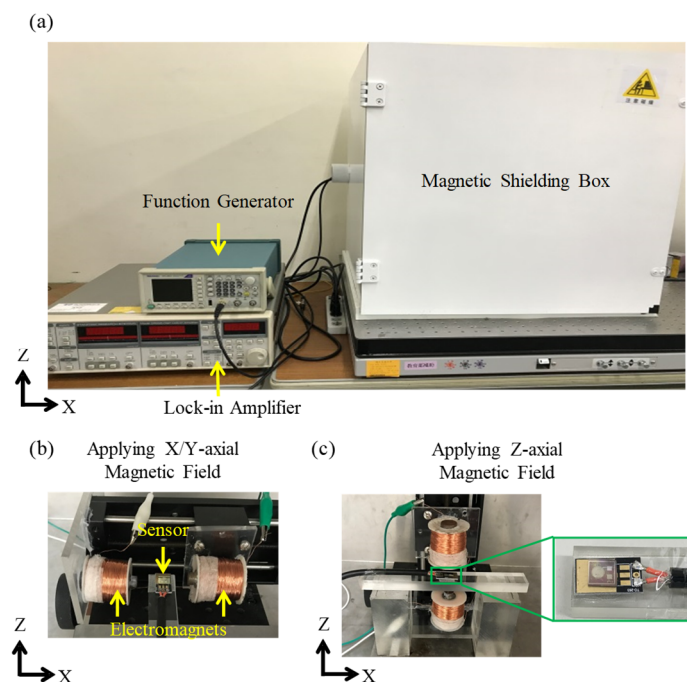 (a)
Function Generator
Magnetic Shielding Box
Z
X
Lock-in Amplifier
(b)
Applying X/Y-axial
Magnetic Field
Sensor
Electromagnets
Z
X
(c)
Applying Z-axial
Magnetic Field
Z
X